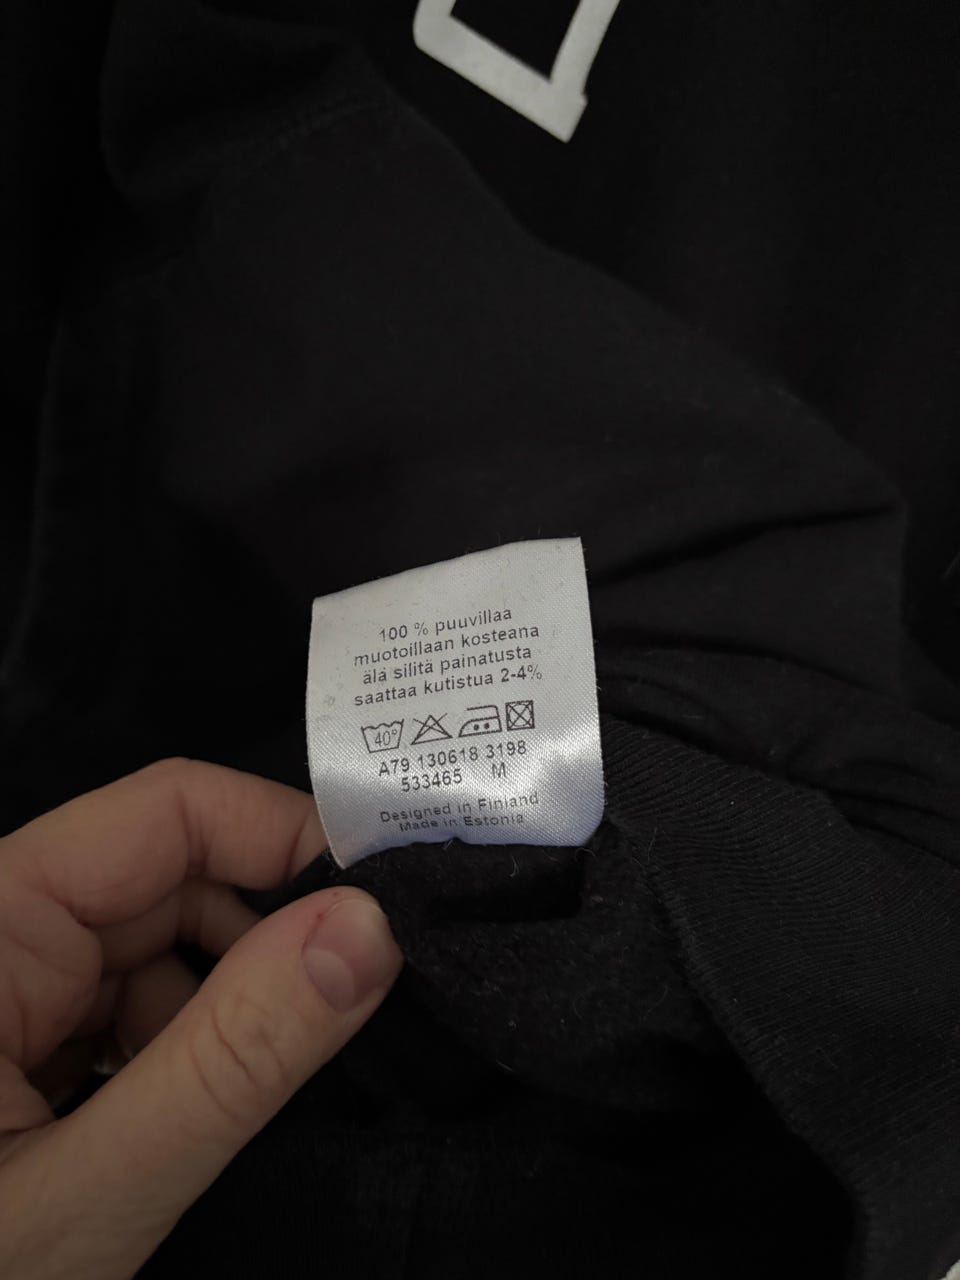 100 % puuvillaa
muotoillaan kosteana
älä silitä painatusta
saattaa kutistua 2-4%
40°
A79 130618 3198
533465 M
Designed in Finland
Made in Estonia